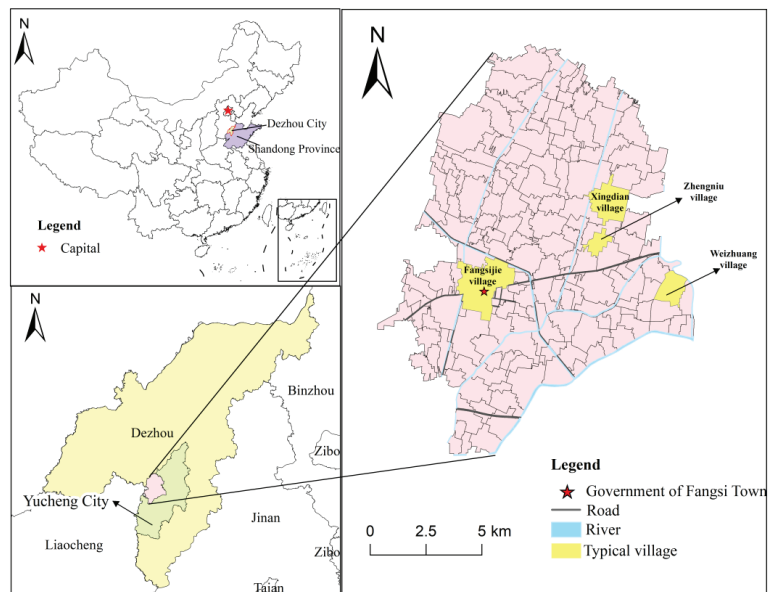 N
Dezhou City
Shandong Province
Legend
Capital
N
Binzhou
Dezhou
Zibo
Yucheng City
Jinan
Liaocheng
Zibo
Taian
N
Xingdian
village
Zhengniu
village
Weizhuang
village
Fangsijie
village
Legend
Government of Fangsi Town
Road
River
Typical village
0 2.5 5 km